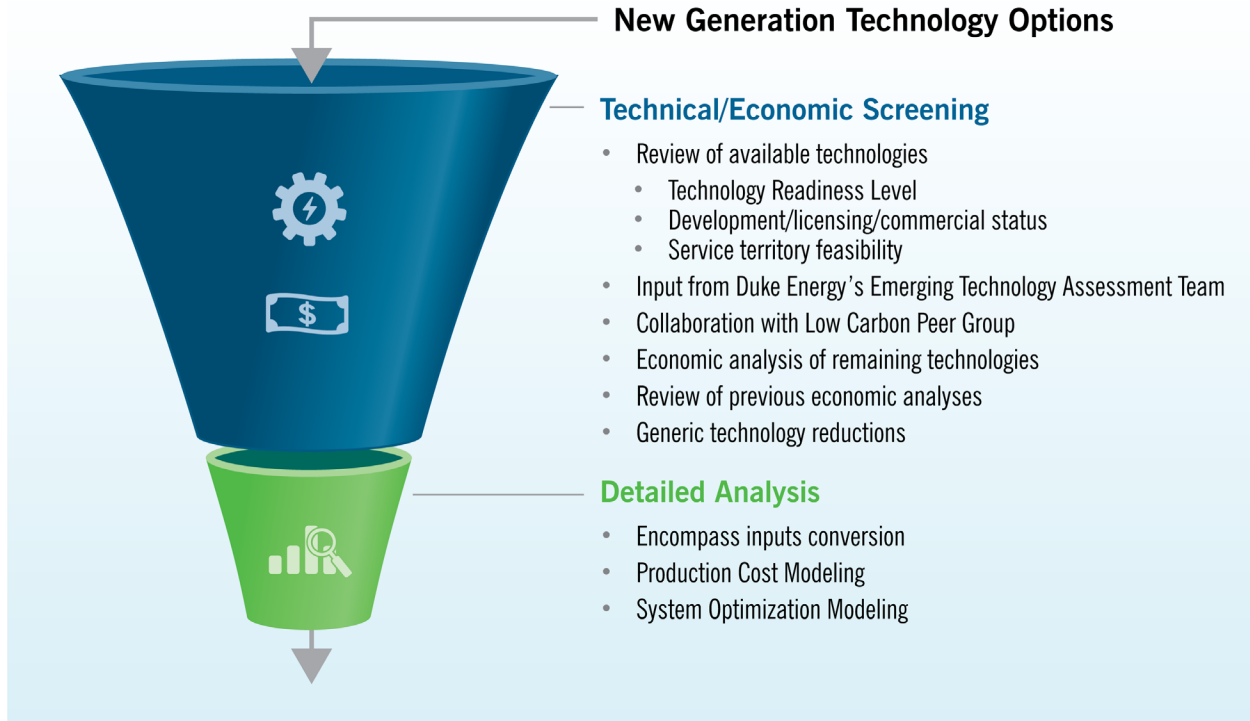 New Generation Technology Options
Technical/Economic Screening
• Review of available technologies
• Technology Readiness Level
• Development/licensing/commercial status
• Service territory feasibility
• Input from Duke Energy's Emerging Technology Assessment Team
• Collaboration with Low Carbon Peer Group
• Economic analysis of remaining technologies
• Review of previous economic analyses
• Generic technology reductions
$
Detailed Analysis
• Encompass inputs conversion
• Production Cost Modeling
• System Optimization Modeling